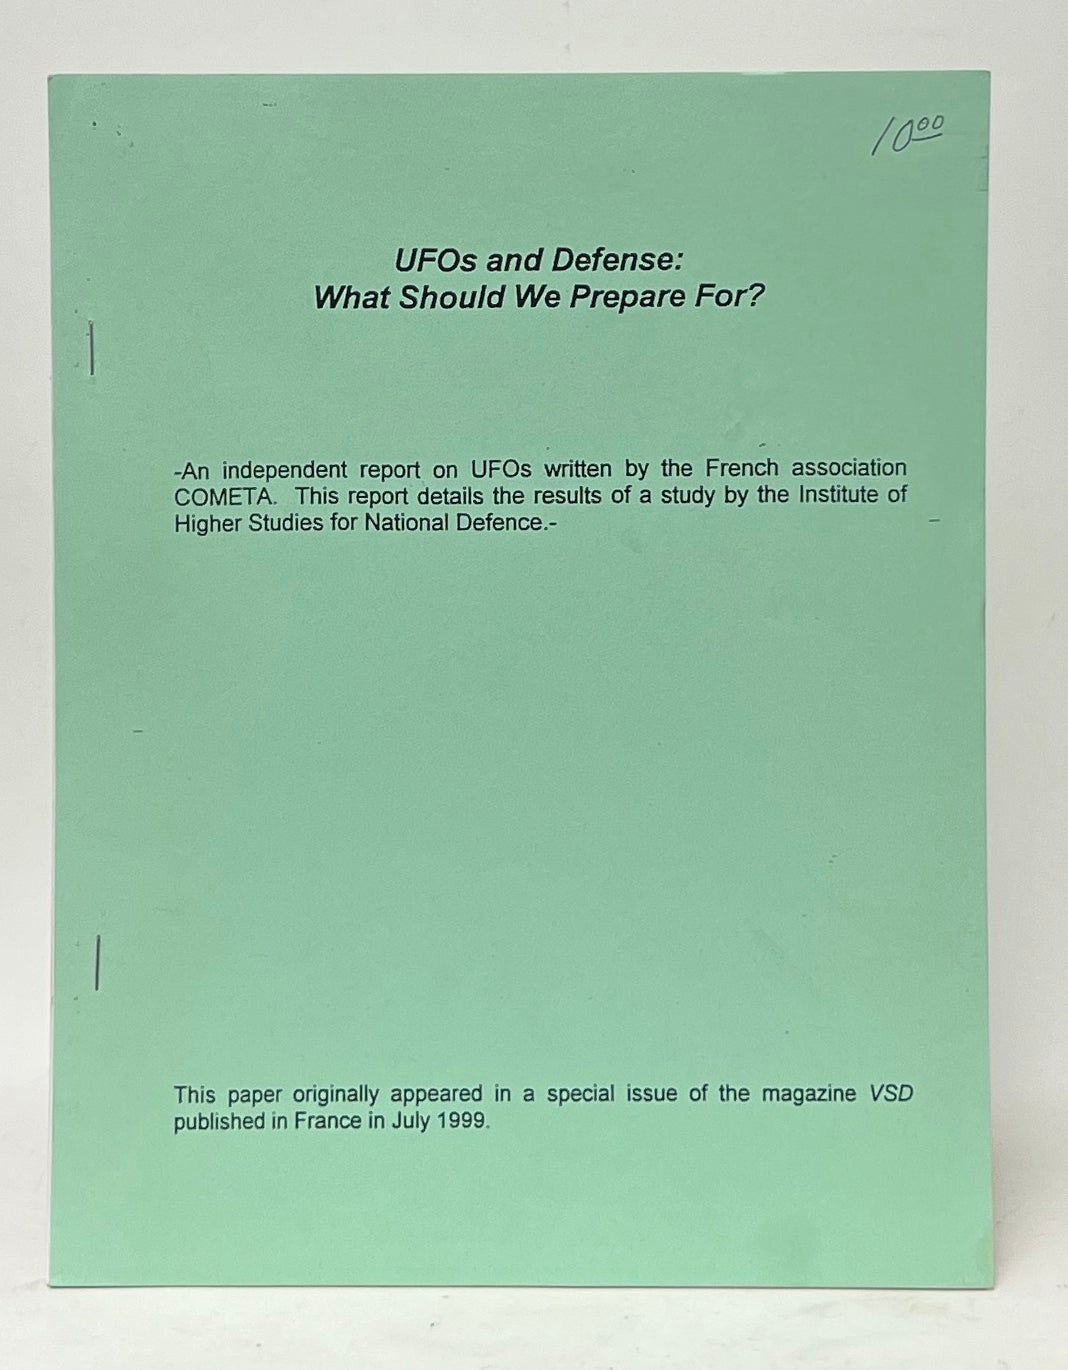 10.00
UFOs and Defense:
What Should We Prepare For?
-An independent report on UFOs written by the French association
COMETA.  This report details the results of a study by the Institute of
Higher Studies for National Defence.-
This paper originally appeared in a special issue of the magazine VSD
published in France in July 1999.